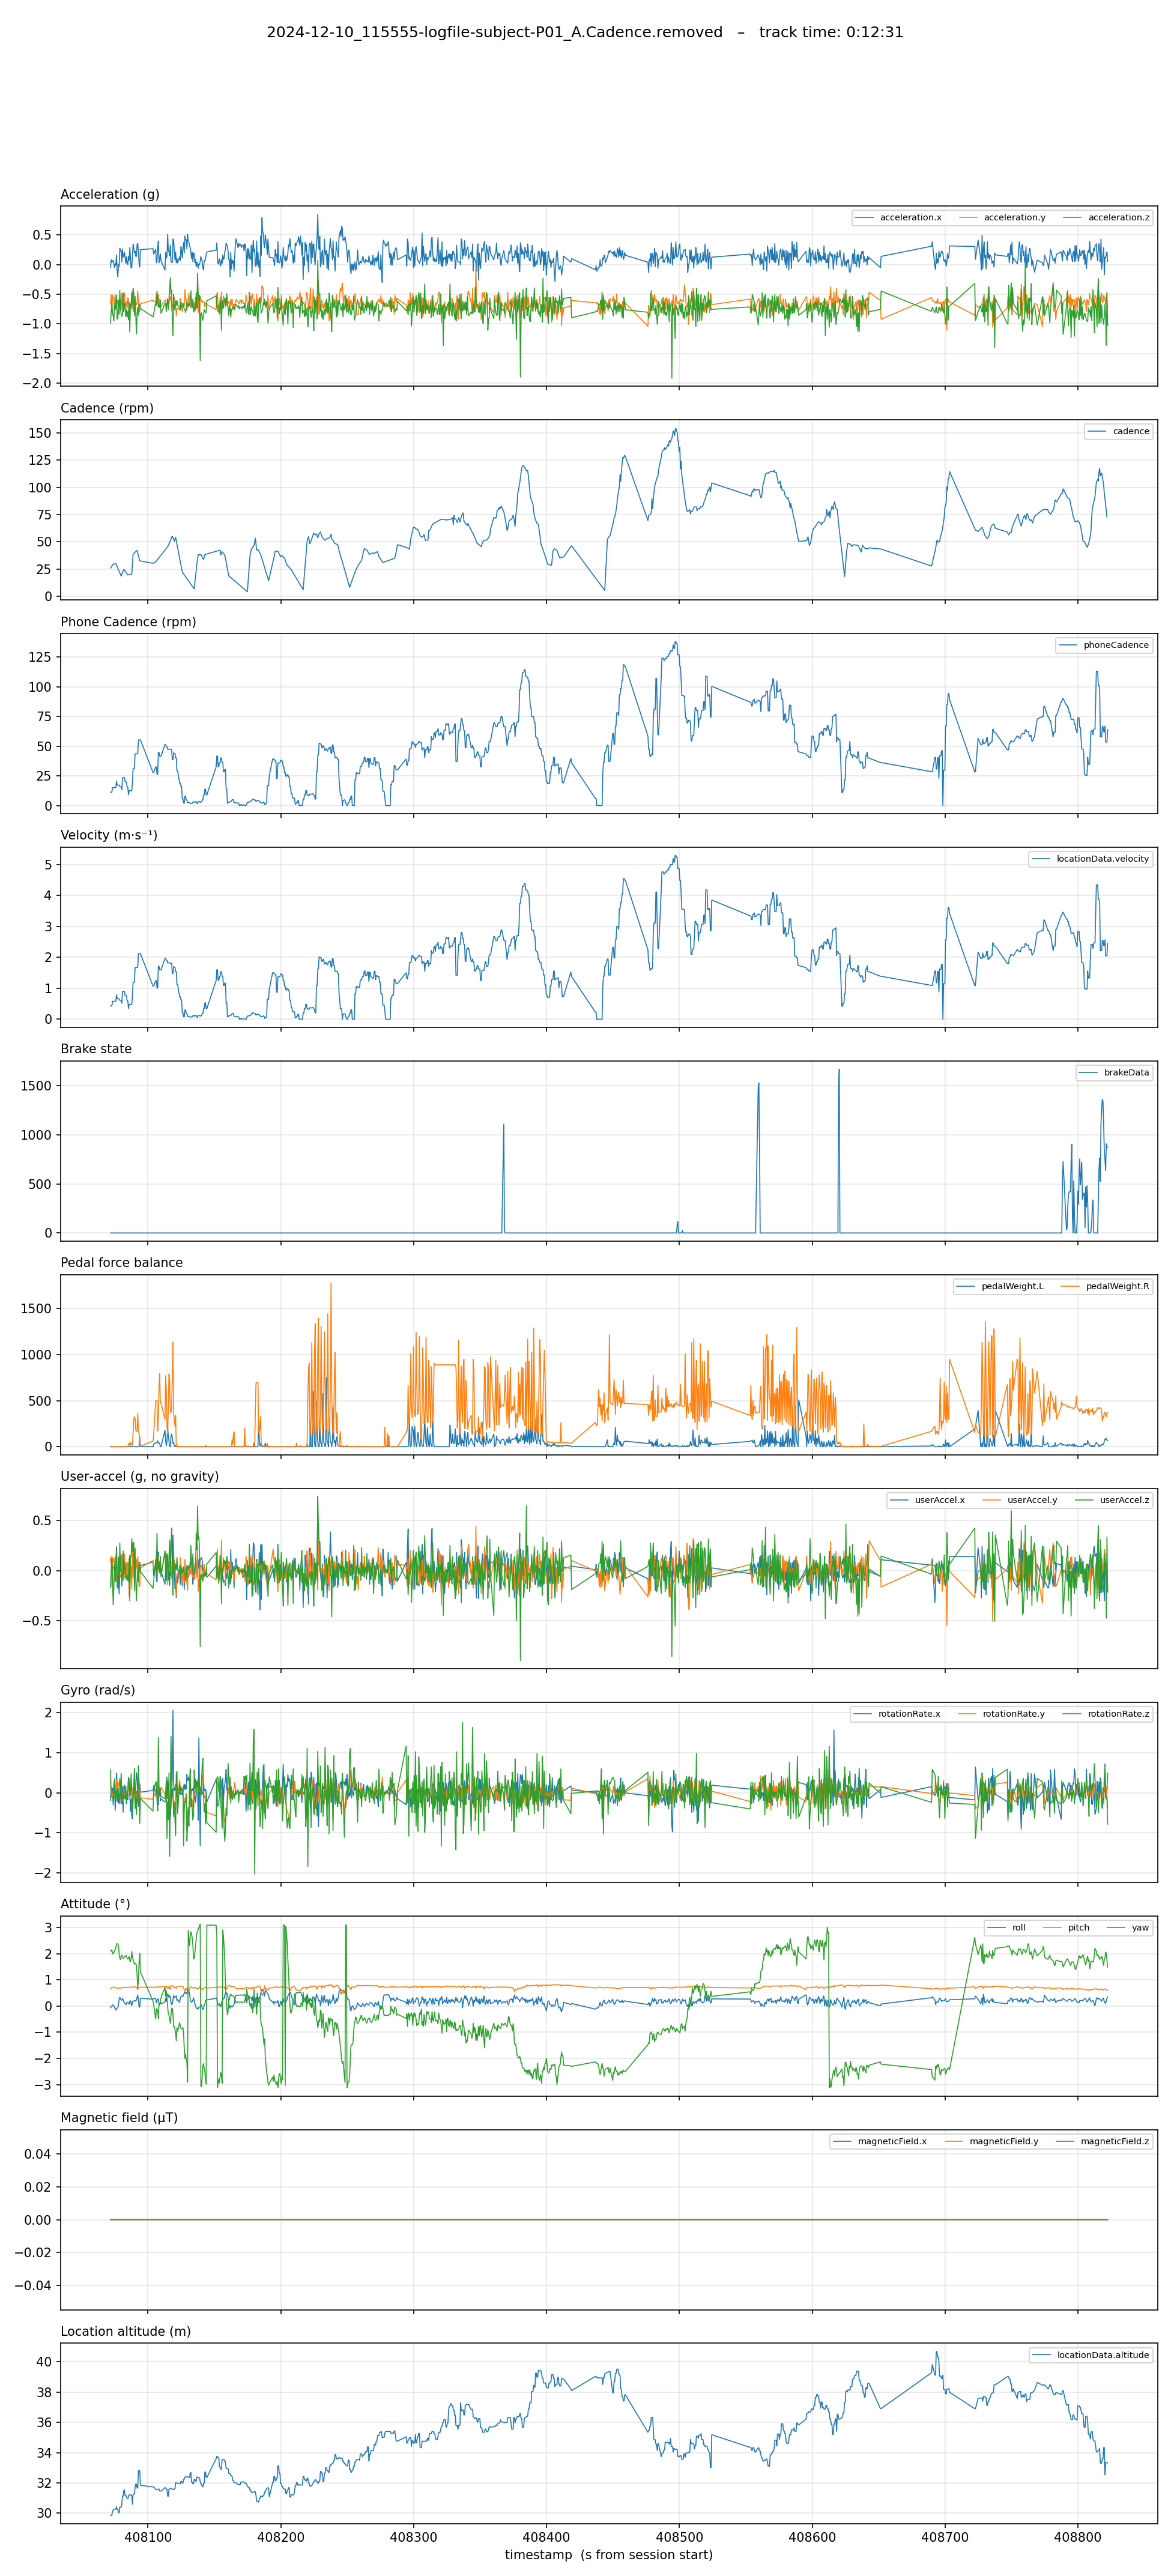 2024-12-10_115555-logfile-subject-P01_A.Cadence.removed – track time: 0:12:31
Acceleration (g)
acceleration.x acceleration.y acceleration.z
0.5
0.0
−0.5
−1.0
−1.5
−2.0
Cadence (rpm)
cadence
150
125
100
75
50
25
0
Phone Cadence (rpm)
phoneCadence
125
100
75
50
25
0
Velocity (m·s⁻¹)
locationData.velocity
5
4
3
2
1
0
Brake state
brakeData
1500
1000
500
0
Pedal force balance
pedalWeight.L pedalWeight.R
1500
1000
500
0
User-accel (g, no gravity)
userAccel.x userAccel.y userAccel.z
0.5
0.0
−0.5
Gyro (rad/s)
rotationRate.x rotationRate.y rotationRate.z
2
1
0
−1
−2
Attitude (°)
roll pitch yaw
3
2
1
0
−1
−2
−3
Magnetic field (µT)
magneticField.x magneticField.y magneticField.z
0.04
0.02
0.00
−0.02
−0.04
Location altitude (m)
locationData.altitude
40
38
36
34
32
30
408100 408200 408300 408400 408500 408600 408700 408800
timestamp (s from session start)